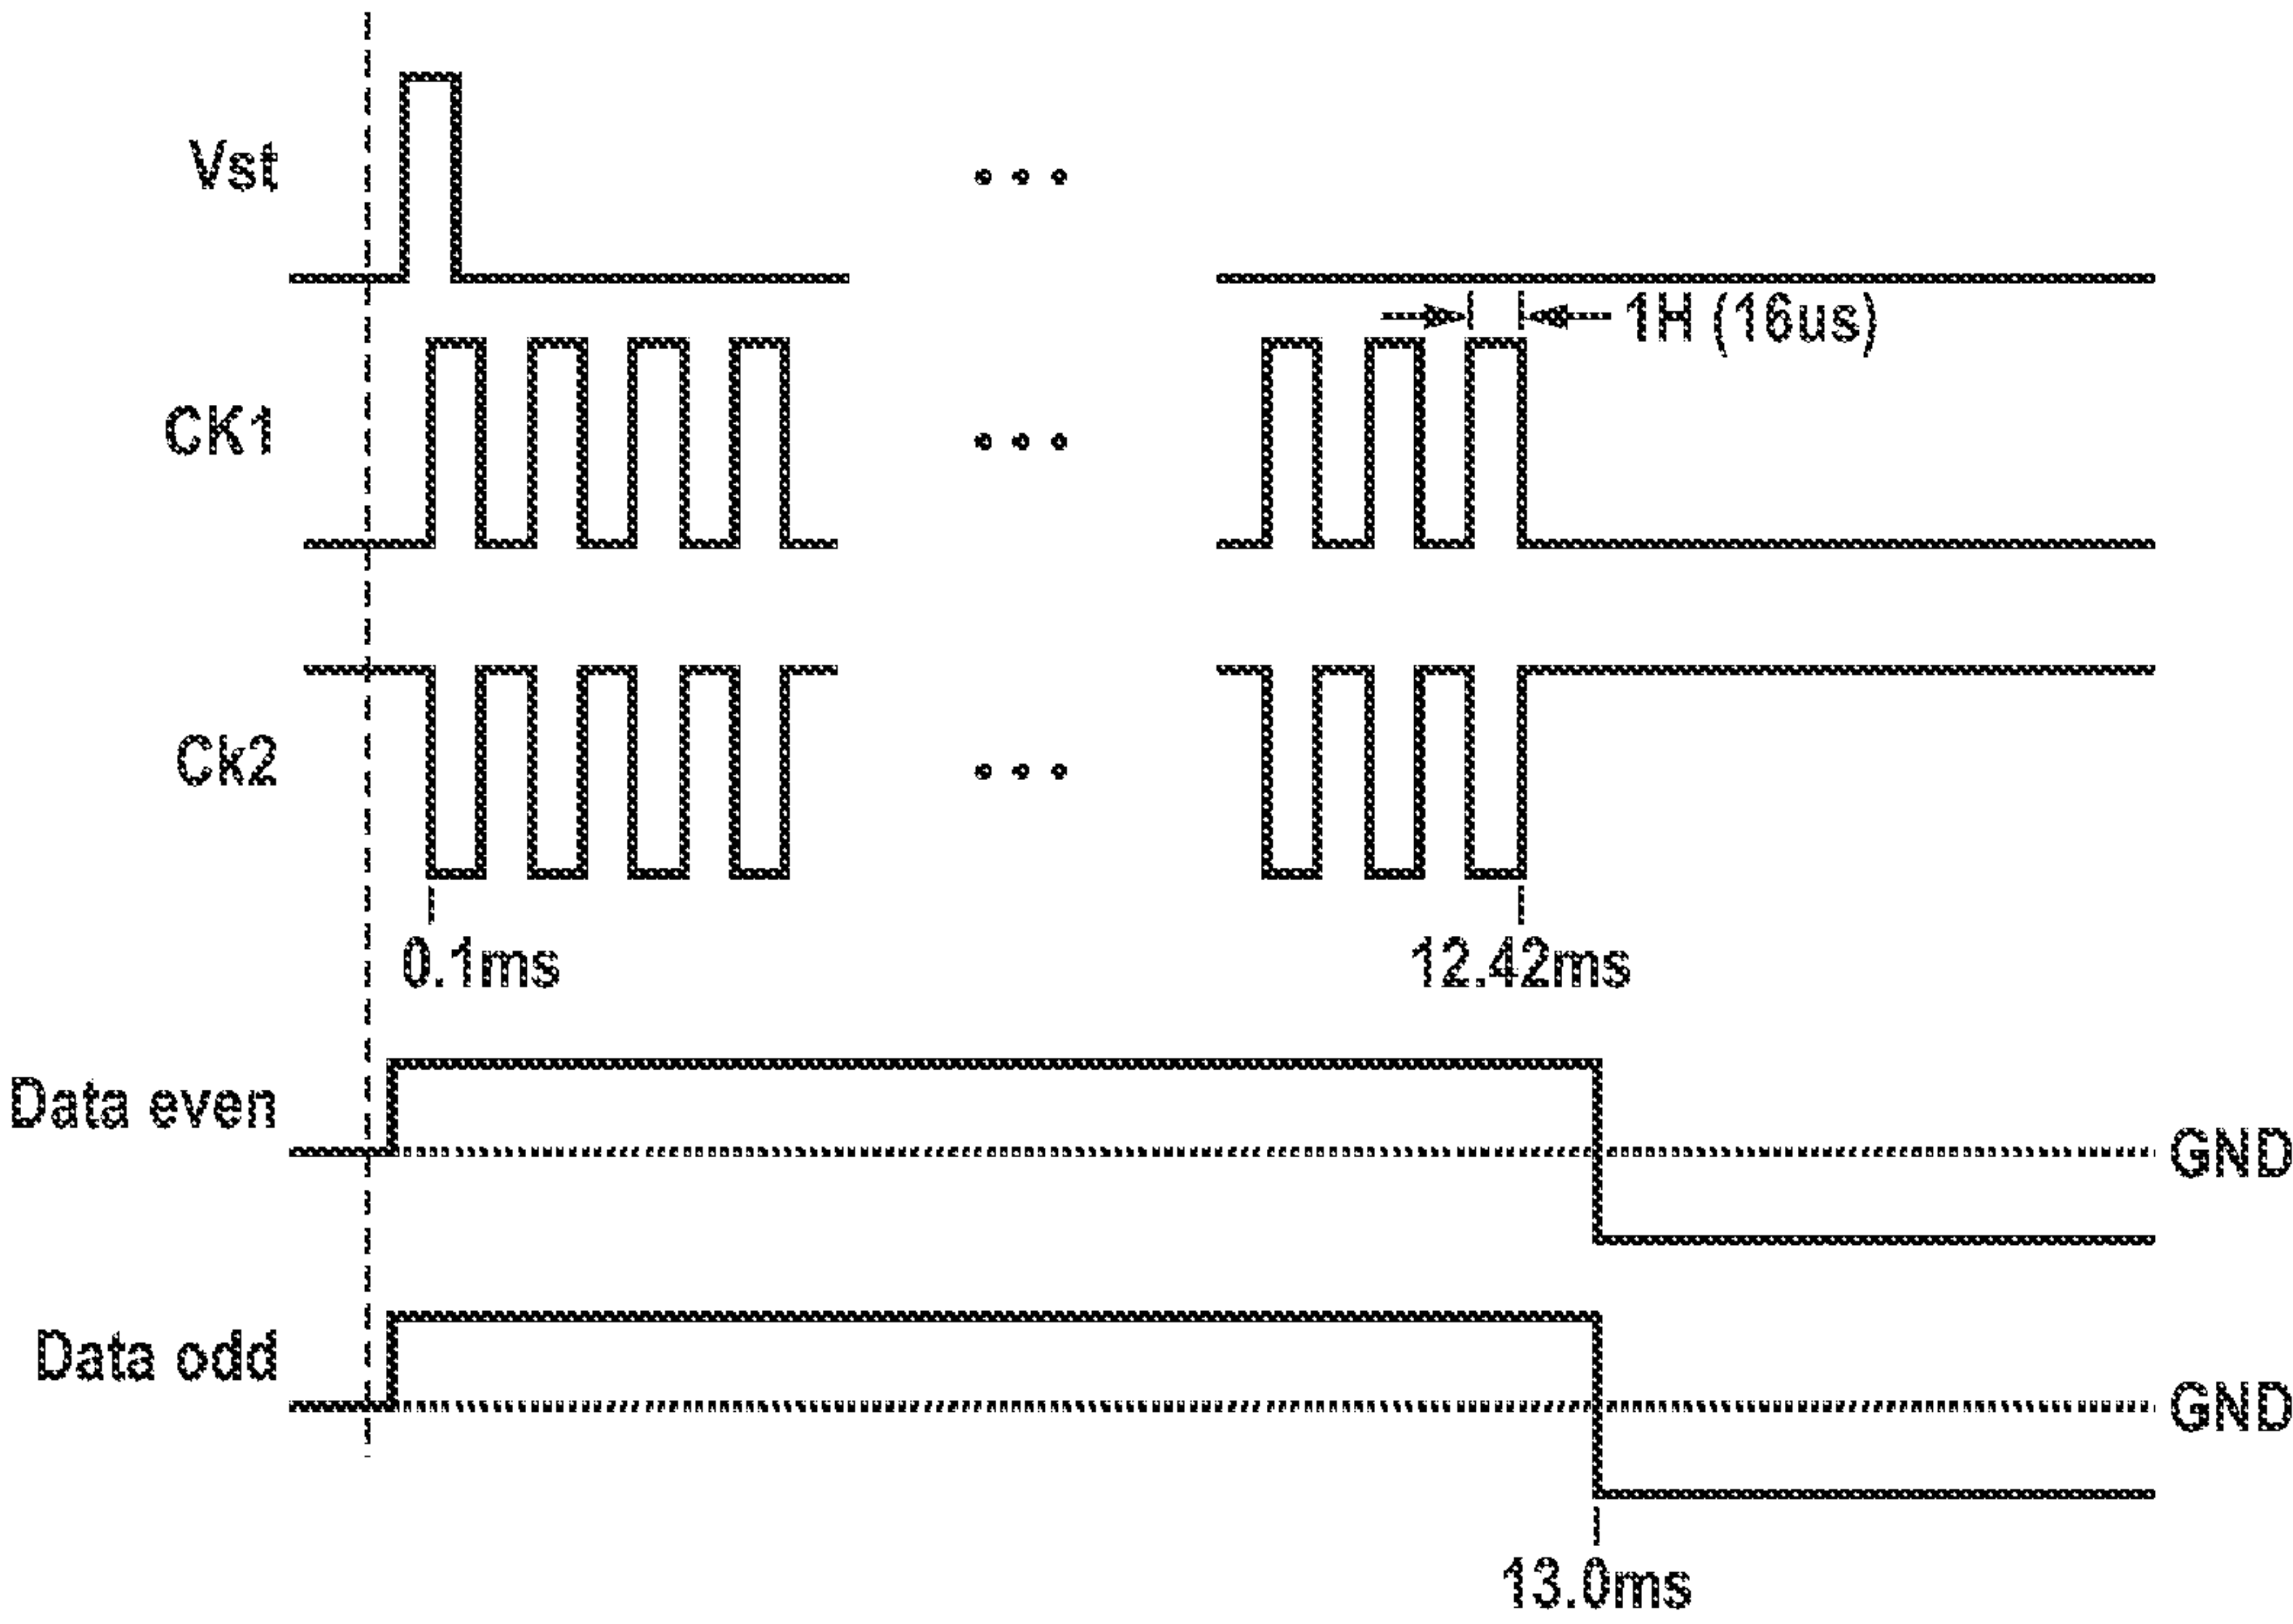 Vst
...
1H (16us)
CK1
...
Ck2
...
0.1ms
12.42ms
Data even
GND
Data odd
GND
13.0ms